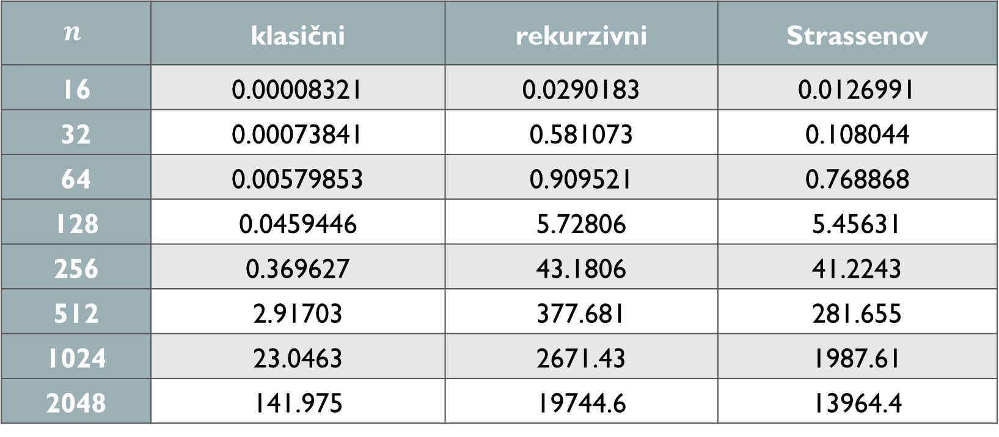 n klasični rekurzivni Strassenov
16 0.00008321 0.0290183 0.0126991
32 0.00073841 0.581073 0.108044
64 0.00579853 0.909521 0.768868
128 0.0459446 5.72806 5.45631
256 0.369627 43.1806 41.2243
512 2.91703 377.681 281.655
1024 23.0463 2671.43 1987.61
2048 141.975 19744.6 13964.4